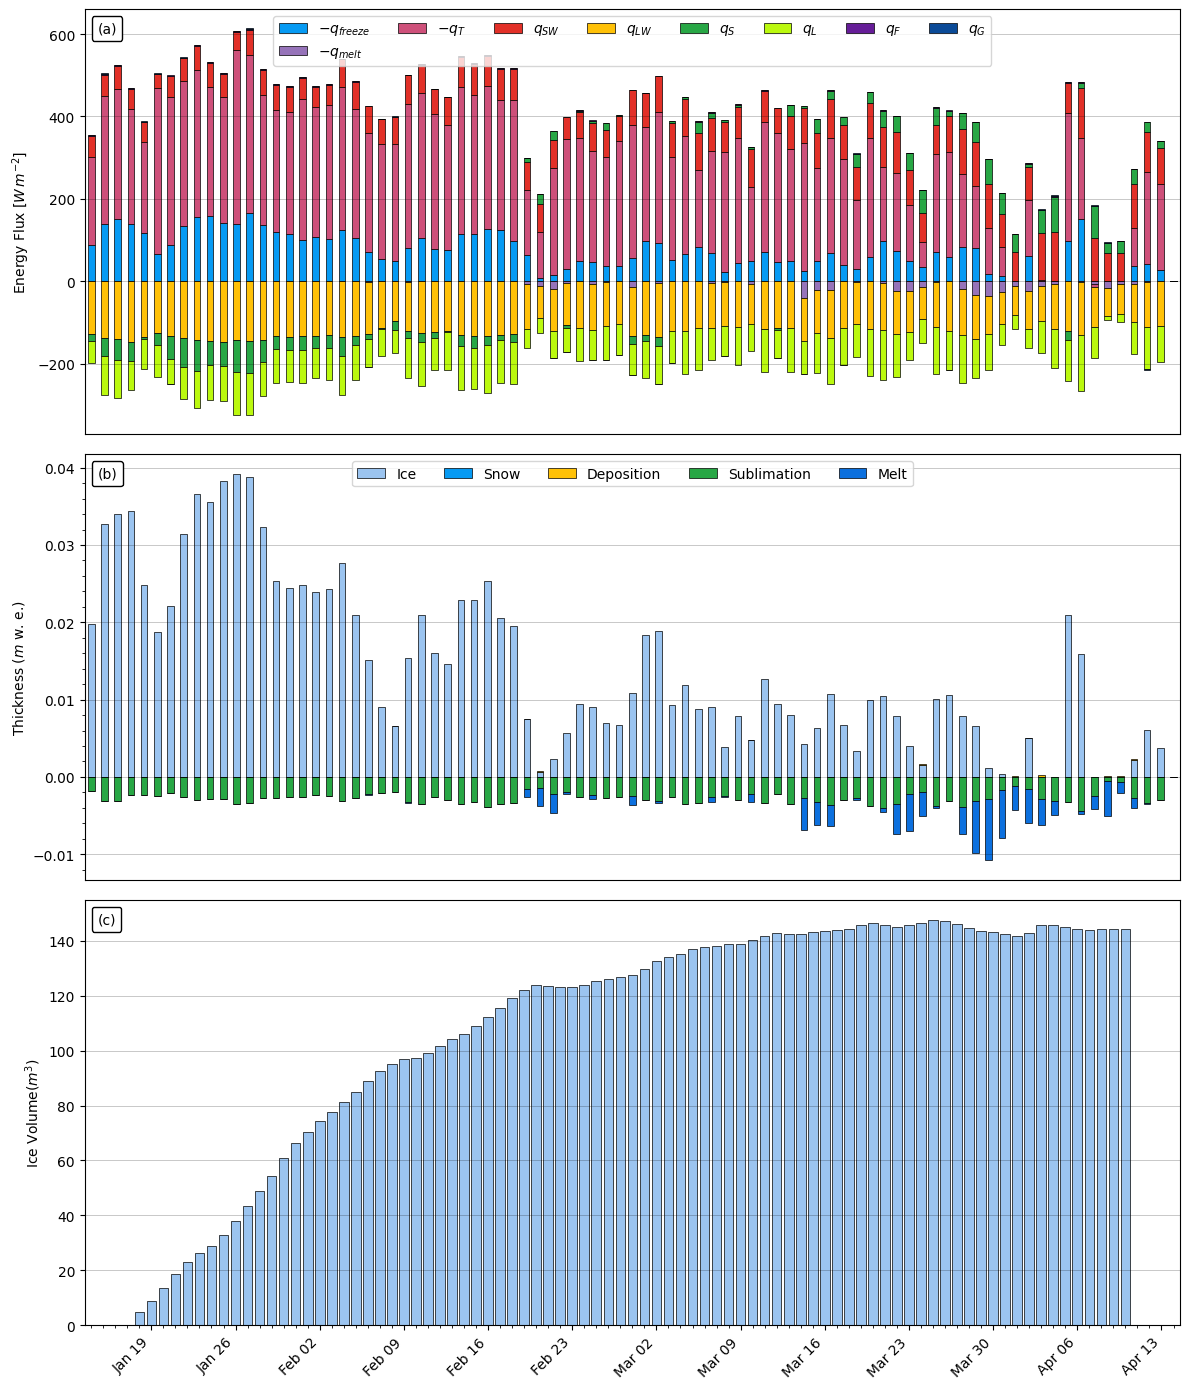 (a)
−q_freeze −q_T q_SW q_LW q_S q_L q_F q_G
−q_melt
600
400
200
0
−200
Energy Flux [W m⁻²]
(b)
Ice Snow Deposition Sublimation Melt
0.04
0.03
0.02
0.01
0.00
−0.01
Thickness (m w. e.)
(c)
140
120
100
80
60
40
20
0
Ice Volume(m³)
Jan 19 Jan 26 Feb 02 Feb 09 Feb 16 Feb 23 Mar 02 Mar 09 Mar 16 Mar 23 Mar 30 Apr 06 Apr 13